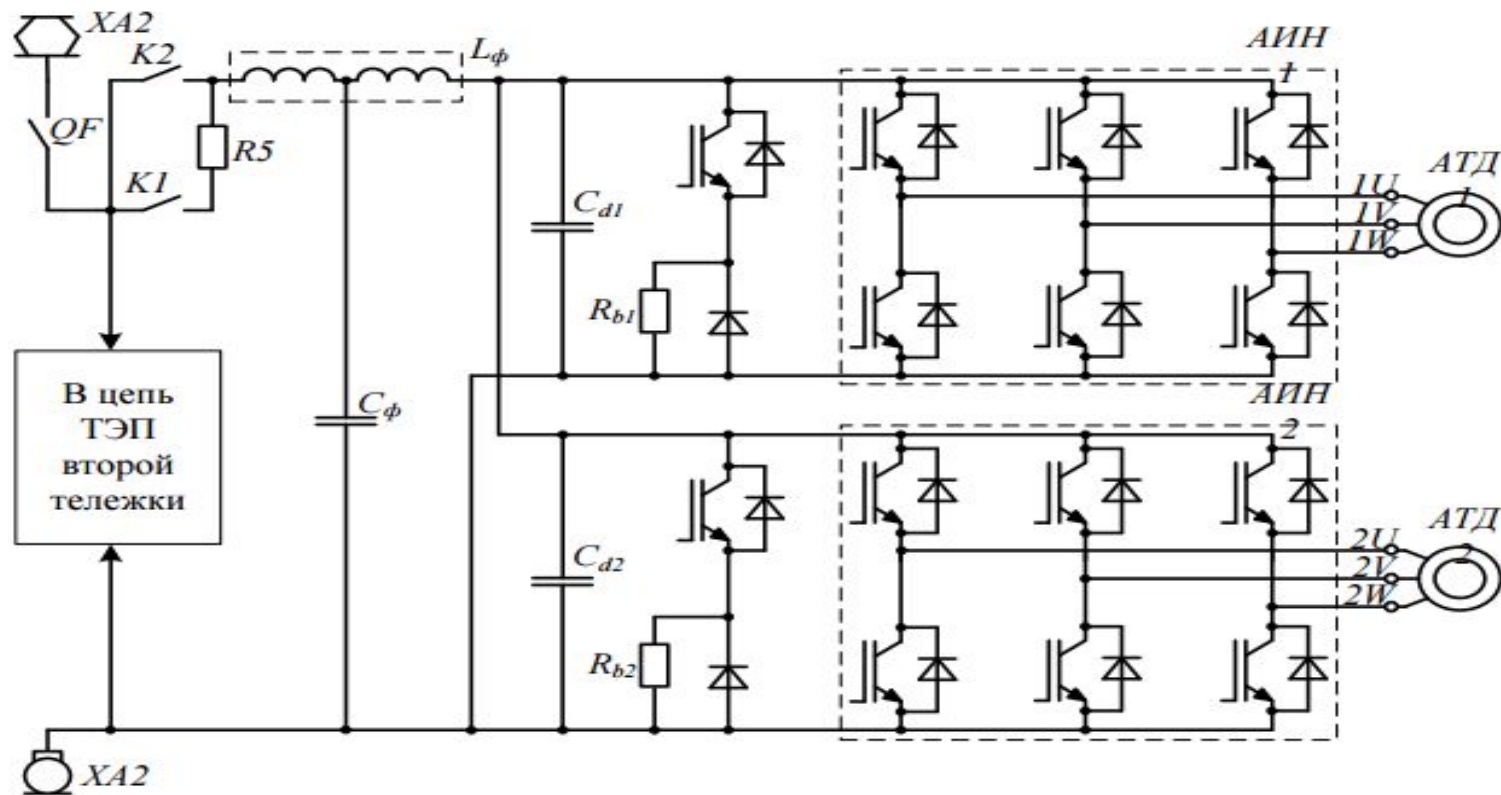 XA2
K2
Lф
АИН
1
QF
R5
K1
АТД
1
1U
1V
1W
Cd1
Rb1
В цепь
ТЭП
второй
тележки
Cф
АИН
2
АТД
2
2U
2V
2W
Cd2
Rb2
XA2